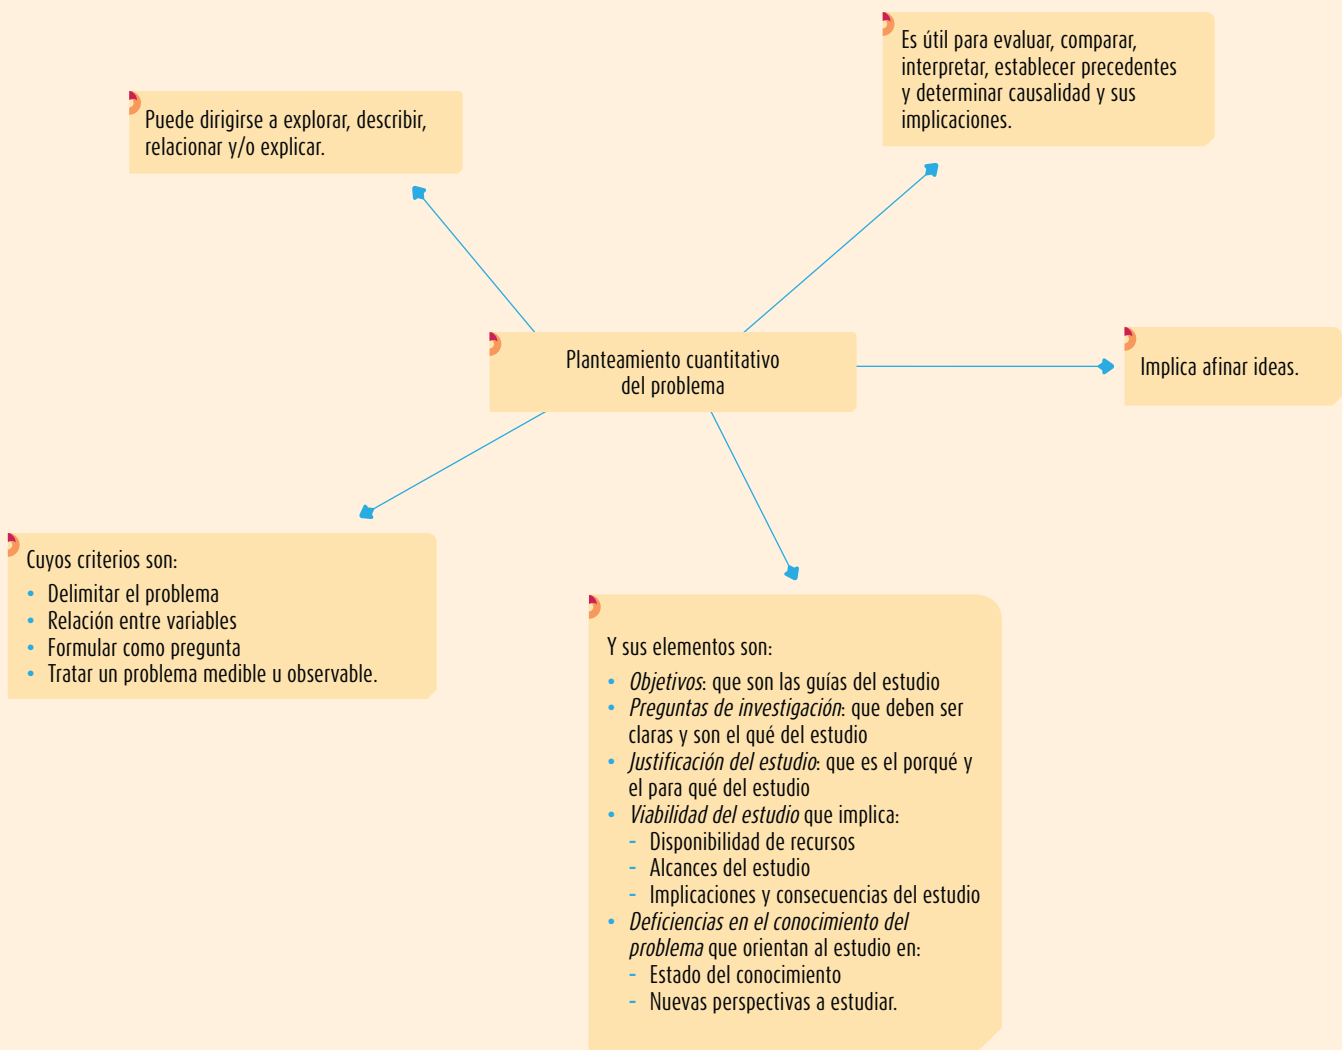 Es útil para evaluar, comparar,
interpretar, establecer precedentes
y determinar causalidad y sus
implicaciones.
Puede dirigirse a explorar, describir,
relacionar y/o explicar.
Planteamiento cuantitativo
del problema
Implica afinar ideas.
Cuyos criterios son:
• Delimitar el problema
• Relación entre variables
• Formular como pregunta
• Tratar un problema medible u observable.
Y sus elementos son:
• Objetivos: que son las guías del estudio
• Preguntas de investigación: que deben ser
claras y son el qué del estudio
• Justificación del estudio: que es el porqué y
el para qué del estudio
• Viabilidad del estudio que implica:
- Disponibilidad de recursos
- Alcances del estudio
- Implicaciones y consecuencias del estudio
• Deficiencias en el conocimiento del
problema que orientan al estudio en:
- Estado del conocimiento
- Nuevas perspectivas a estudiar.